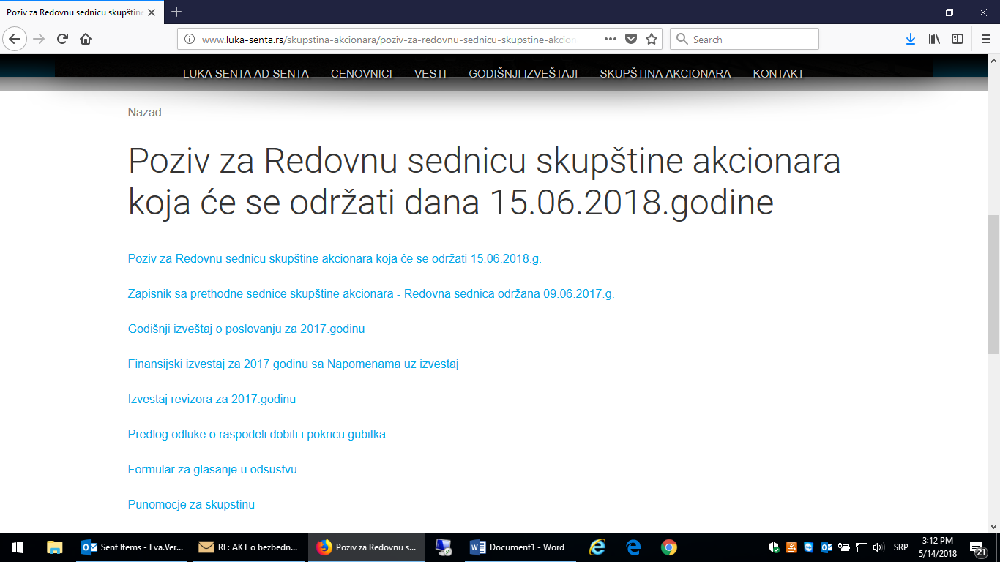 Poziv za Redovnu sednicu skupštine
www.luka-senta.rs/skupstina-akcionara/poziv-za-redovnu-sednicu-skupstine-akcion
Search
LUKA SENTA AD SENTA CENOVNICI VESTI GODIŠNJI IZVEŠTAJI SKUPŠTINA AKCIONARA KONTAKT
Nazad
Poziv za Redovnu sednicu skupštine akcionara
koja će se održati dana 15.06.2018.godine
Poziv za Redovnu sednicu skupštine akcionara koja će se održati 15.06.2018.g.
Zapisnik sa prethodne sednice skupštine akcionara - Redovna sednica održana 09.06.2017.g.
Godišnji izveštaj o poslovanju za 2017.godinu
Finansijski izvestaj za 2017 godinu sa Napomenama uz izvestaj
Izvestaj revizora za 2017.godinu
Predlog odluke o raspodeli dobiti i pokricu gubitka
Formular za glasanje u odsustvu
Punomocje za skupstinu
Sent Items - Eva.Ver... RE: AKT o bezbedn... Poziv za Redovnu s... Document1 - Word SRP 3:12 PM
5/14/2018 21